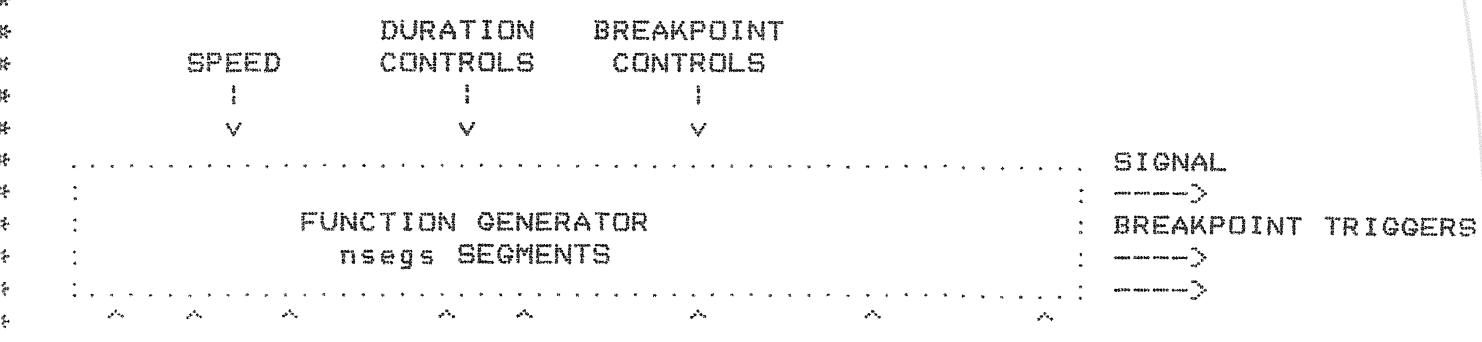 *
* DURATION BREAKPOINT
* SPEED CONTROLS CONTROLS
* ¦ ¦ ¦
* v v v
* ..................................................... SIGNAL
* : : ---->
* : FUNCTION GENERATOR : BREAKPOINT TRIGGERS
* : nsegs SEGMENTS : ---->
* :...................................................: ---->
* ^ ^ ^ ^ ^ ^ ^ ^